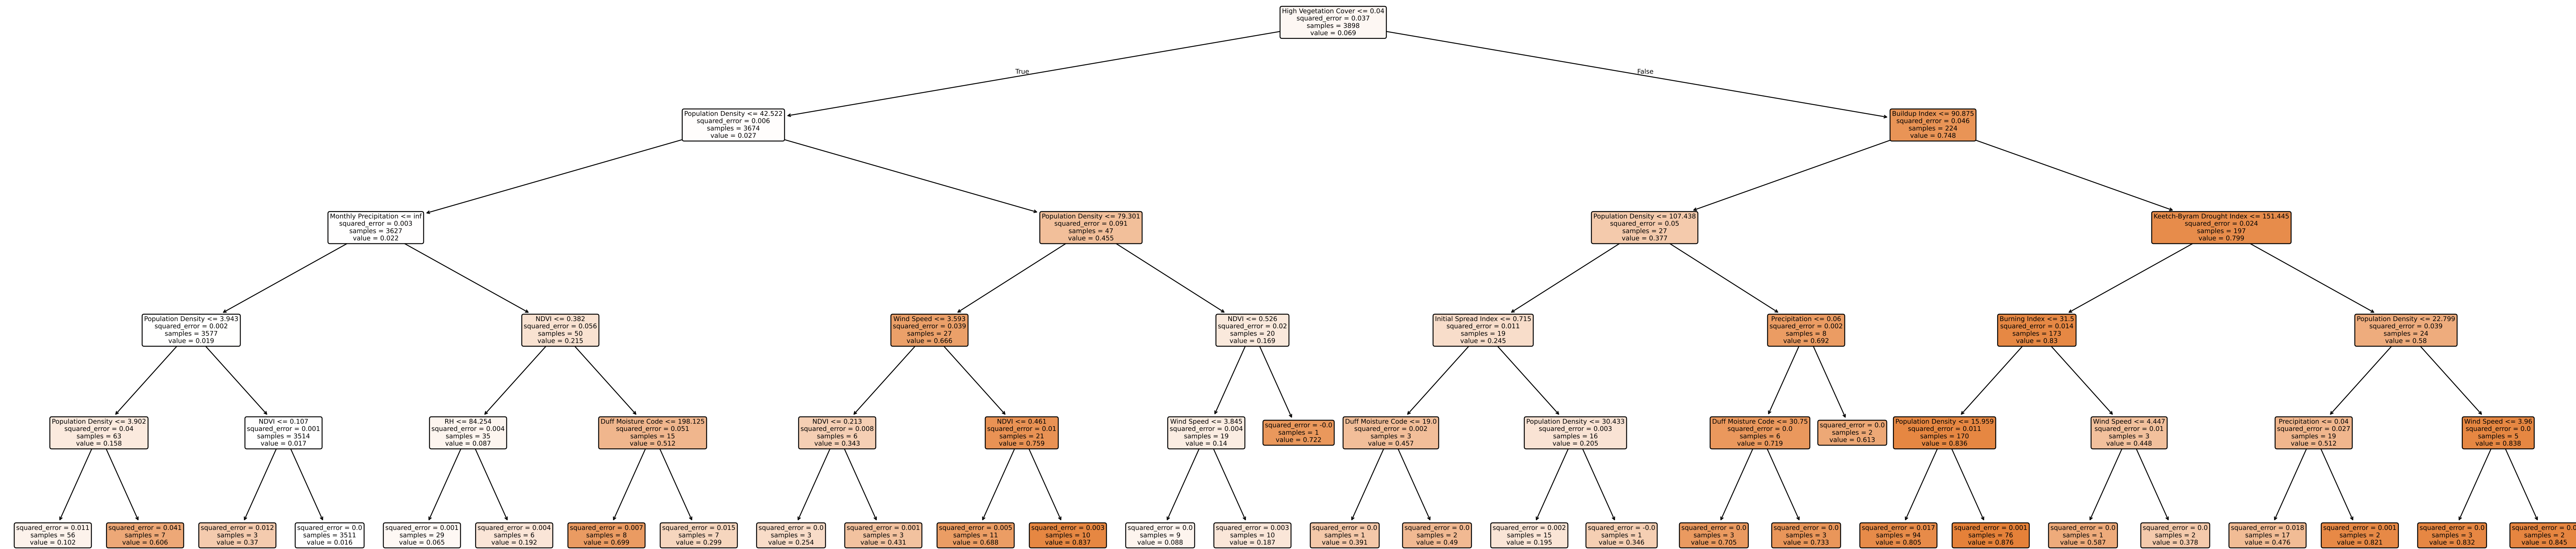 High Vegetation Cover <= 0.04
squared_error = 0.037
samples = 3898
value = 0.069
True
False
Population Density <= 42.522
squared_error = 0.006
samples = 3674
value = 0.027
Buildup Index <= 90.875
squared_error = 0.046
samples = 224
value = 0.748
Monthly Precipitation <= inf
squared_error = 0.003
samples = 3627
value = 0.022
Population Density <= 79.301
squared_error = 0.091
samples = 47
value = 0.455
Population Density <= 107.438
squared_error = 0.05
samples = 27
value = 0.377
Keetch-Byram Drought Index <= 151.445
squared_error = 0.024
samples = 197
value = 0.799
Population Density <= 3.943
squared_error = 0.002
samples = 3577
value = 0.019
NDVI <= 0.382
squared_error = 0.056
samples = 50
value = 0.215
Wind Speed <= 3.593
squared_error = 0.039
samples = 27
value = 0.666
NDVI <= 0.526
squared_error = 0.02
samples = 20
value = 0.169
Initial Spread Index <= 0.715
squared_error = 0.011
samples = 19
value = 0.245
Precipitation <= 0.06
squared_error = 0.002
samples = 8
value = 0.692
Burning Index <= 31.5
squared_error = 0.014
samples = 173
value = 0.83
Population Density <= 22.799
squared_error = 0.039
samples = 24
value = 0.58
Population Density <= 3.902
squared_error = 0.04
samples = 63
value = 0.158
NDVI <= 0.107
squared_error = 0.001
samples = 3514
value = 0.017
RH <= 84.254
squared_error = 0.004
samples = 35
value = 0.087
Duff Moisture Code <= 198.125
squared_error = 0.051
samples = 15
value = 0.512
NDVI <= 0.213
squared_error = 0.008
samples = 6
value = 0.343
NDVI <= 0.461
squared_error = 0.01
samples = 21
value = 0.759
Wind Speed <= 3.845
squared_error = 0.004
samples = 19
value = 0.14
squared_error = -0.0
samples = 1
value = 0.722
Duff Moisture Code <= 19.0
squared_error = 0.002
samples = 3
value = 0.457
Population Density <= 30.433
squared_error = 0.003
samples = 16
value = 0.205
Duff Moisture Code <= 30.75
squared_error = 0.0
samples = 6
value = 0.719
squared_error = 0.0
samples = 2
value = 0.613
Population Density <= 15.959
squared_error = 0.011
samples = 170
value = 0.836
Wind Speed <= 4.447
squared_error = 0.01
samples = 3
value = 0.448
Precipitation <= 0.04
squared_error = 0.027
samples = 19
value = 0.512
Wind Speed <= 3.96
squared_error = 0.0
samples = 5
value = 0.838
squared_error = 0.011
samples = 56
value = 0.102
squared_error = 0.041
samples = 7
value = 0.606
squared_error = 0.012
samples = 3
value = 0.37
squared_error = 0.0
samples = 3511
value = 0.016
squared_error = 0.001
samples = 29
value = 0.065
squared_error = 0.004
samples = 6
value = 0.192
squared_error = 0.007
samples = 8
value = 0.699
squared_error = 0.015
samples = 7
value = 0.299
squared_error = 0.0
samples = 3
value = 0.254
squared_error = 0.001
samples = 3
value = 0.431
squared_error = 0.005
samples = 11
value = 0.688
squared_error = 0.003
samples = 10
value = 0.837
squared_error = 0.0
samples = 9
value = 0.088
squared_error = 0.003
samples = 10
value = 0.187
squared_error = 0.0
samples = 1
value = 0.391
squared_error = 0.0
samples = 2
value = 0.49
squared_error = 0.002
samples = 15
value = 0.195
squared_error = -0.0
samples = 1
value = 0.346
squared_error = 0.0
samples = 3
value = 0.705
squared_error = 0.0
samples = 3
value = 0.733
squared_error = 0.017
samples = 94
value = 0.805
squared_error = 0.001
samples = 76
value = 0.876
squared_error = 0.0
samples = 1
value = 0.587
squared_error = 0.0
samples = 2
value = 0.378
squared_error = 0.018
samples = 17
value = 0.476
squared_error = 0.001
samples = 2
value = 0.821
squared_error = 0.0
samples = 3
value = 0.832
squared_error = 0.0
samples = 2
value = 0.845